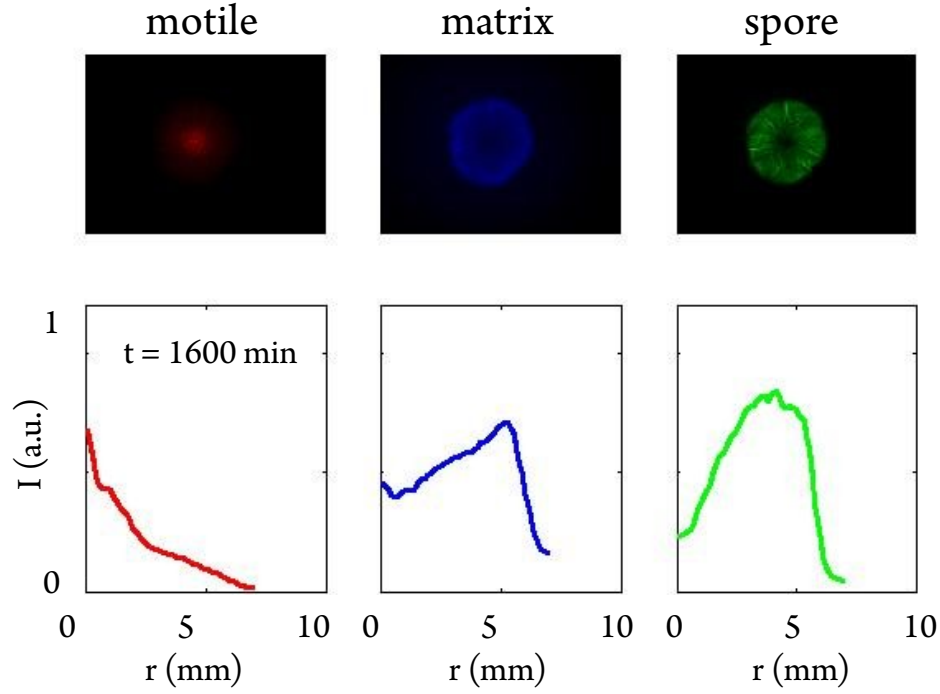 motile matrix spore
1
t = 1600 min
I (a.u.)
0
0 5 10 0 5 10 0 5 10
r (mm) r (mm) r (mm)